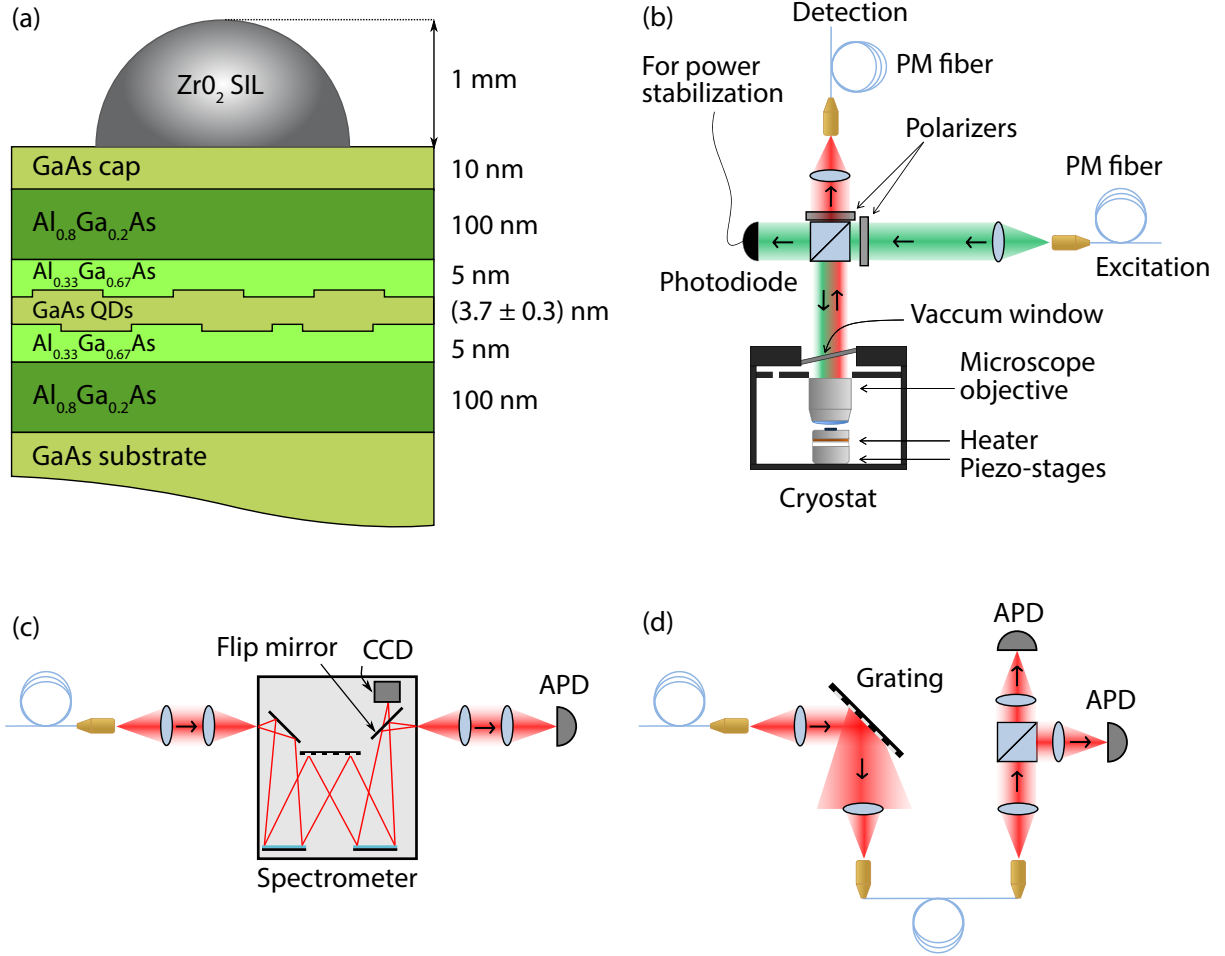 (a)
ZrO₂ SIL
1 mm
GaAs cap
10 nm
Al₀.₈Ga₀.₂As
100 nm
Al₀.₃₃Ga₀.₆₇As
5 nm
GaAs QDs
(3.7 ± 0.3) nm
Al₀.₃₃Ga₀.₆₇As
5 nm
Al₀.₈Ga₀.₂As
100 nm
GaAs substrate
(b)
Detection
PM fiber
For power
stabilization
Polarizers
PM fiber
Photodiode
Excitation
Vaccum window
Microscope
objective
Heater
Piezo-stages
Cryostat
(c)
Flip mirror
CCD
APD
Spectrometer
(d)
APD
Grating
APD